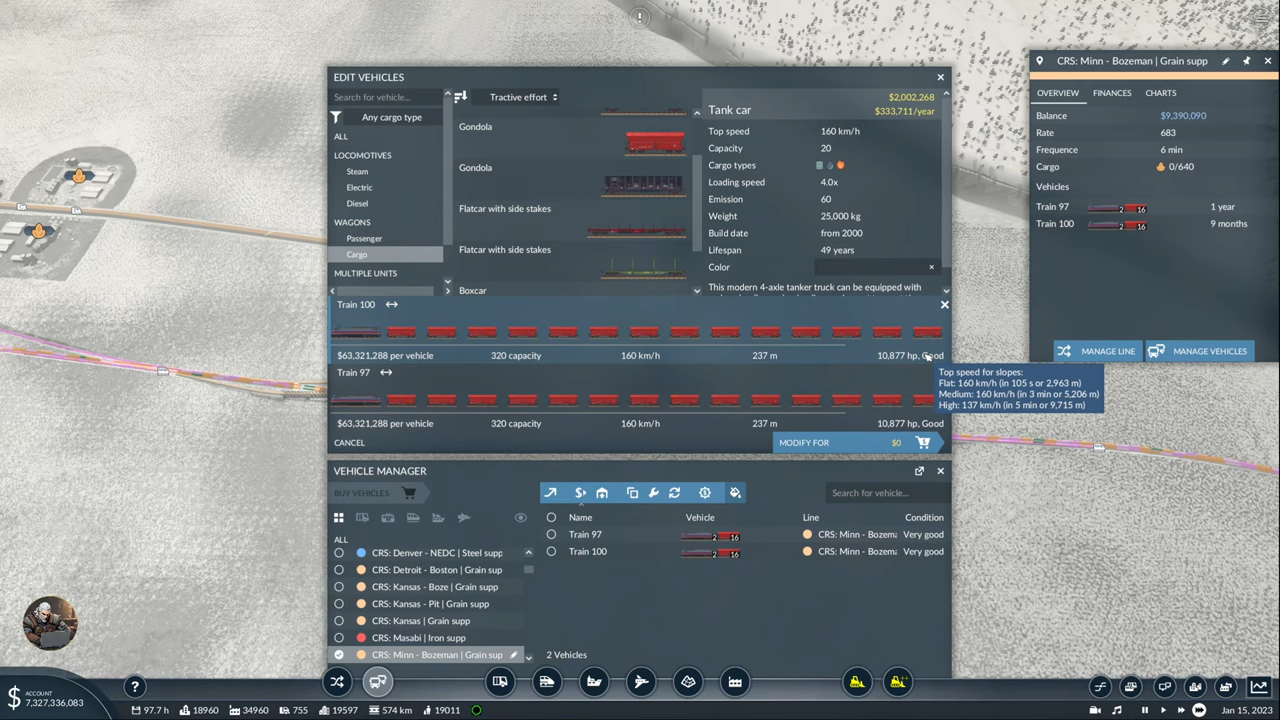 EDIT VEHICLES
Search for vehicle...
Tractive effort
Any cargo type
ALL
LOCOMOTIVES
Steam
Electric
Diesel
WAGONS
Passenger
Cargo
MULTIPLE UNITS
Gondola
Gondola
Flatcar with side stakes
Flatcar with side stakes
Boxcar
$2,002,268
Tank car
$333,711/year
Top speed 160 km/h
Capacity 20
Cargo types
Loading speed 4.0x
Emission 60
Weight 25,000 kg
Build date from 2000
Lifespan 49 years
Color
This modern 4-axle tanker truck can be equipped with
Train 100
$63,321,288 per vehicle 320 capacity 160 km/h 237 m 10,877 hp, Good
Train 97
$63,321,288 per vehicle 320 capacity 160 km/h 237 m 10,877 hp, Good
CANCEL
MODIFY FOR $0
Top speed for slopes:
Flat: 160 km/h (in 105 s or 2,963 m)
Medium: 160 km/h (in 3 min or 5,206 m)
High: 137 km/h (in 5 min or 9,715 m)
CRS: Minn - Bozeman | Grain supp
OVERVIEW FINANCES CHARTS
Balance $9,390,090
Rate 683
Frequence 6 min
Cargo 0/640
Vehicles
Train 97 2 16 1 year
Train 100 2 16 9 months
MANAGE LINE MANAGE VEHICLES
VEHICLE MANAGER
BUY VEHICLES
Search for vehicle...
ALL
CRS: Denver - NEDC | Steel supp
CRS: Detroit - Boston | Grain sup
CRS: Kansas - Boze | Grain supp
CRS: Kansas - Pit | Grain supp
CRS: Kansas | Grain supp
CRS: Masabi | Iron supp
CRS: Minn - Bozeman | Grain sup
Name Vehicle Line Condition
Train 97 2 16 CRS: Minn - Bozema Very good
Train 100 2 16 CRS: Minn - Bozema Very good
2 Vehicles
$ ACCOUNT
7,327,336,083
?
97.7 h 18960 34960 755 19597 574 km 19011
Jan 15, 2023